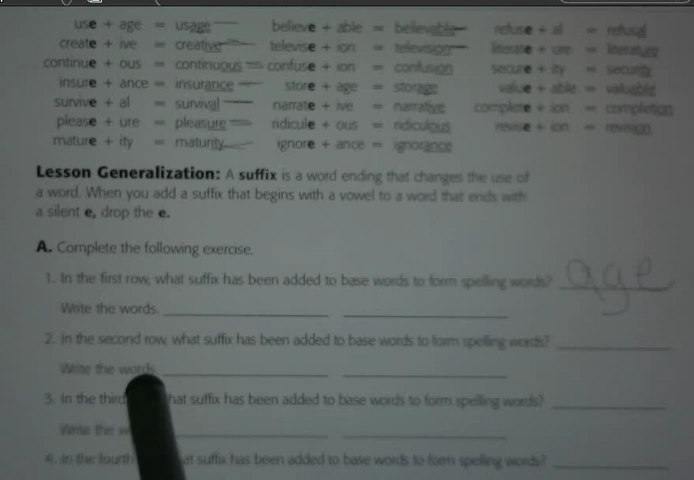 use + age = usage believe + able = believable refuse + al = refusal
create + ive = creative televise + ion = television literate + ure = literature
continue + ous = continuous confuse + ion = confusion secure + ity = security
insure + ance = insurance store + age = storage value + able = valuable
survive + al = survival narrate + ive = narrative complete + ion = completion
please + ure = pleasure ridicule + ous = ridiculous revise + ion = revision
mature + ity = maturity ignore + ance = ignorance
Lesson Generalization: A suffix is a word ending that changes the use of
a word. When you add a suffix that begins with a vowel to a word that ends with
a silent e, drop the e.
A. Complete the following exercise.
1. In the first row, what suffix has been added to base words to form spelling words? age
Write the words.
2. In the second row, what suffix has been added to base words to form spelling words?
Write the words.
3. In the third what suffix has been added to base words to form spelling words?
Write the
4. In the fourth suffix has been added to base words to form spelling words?